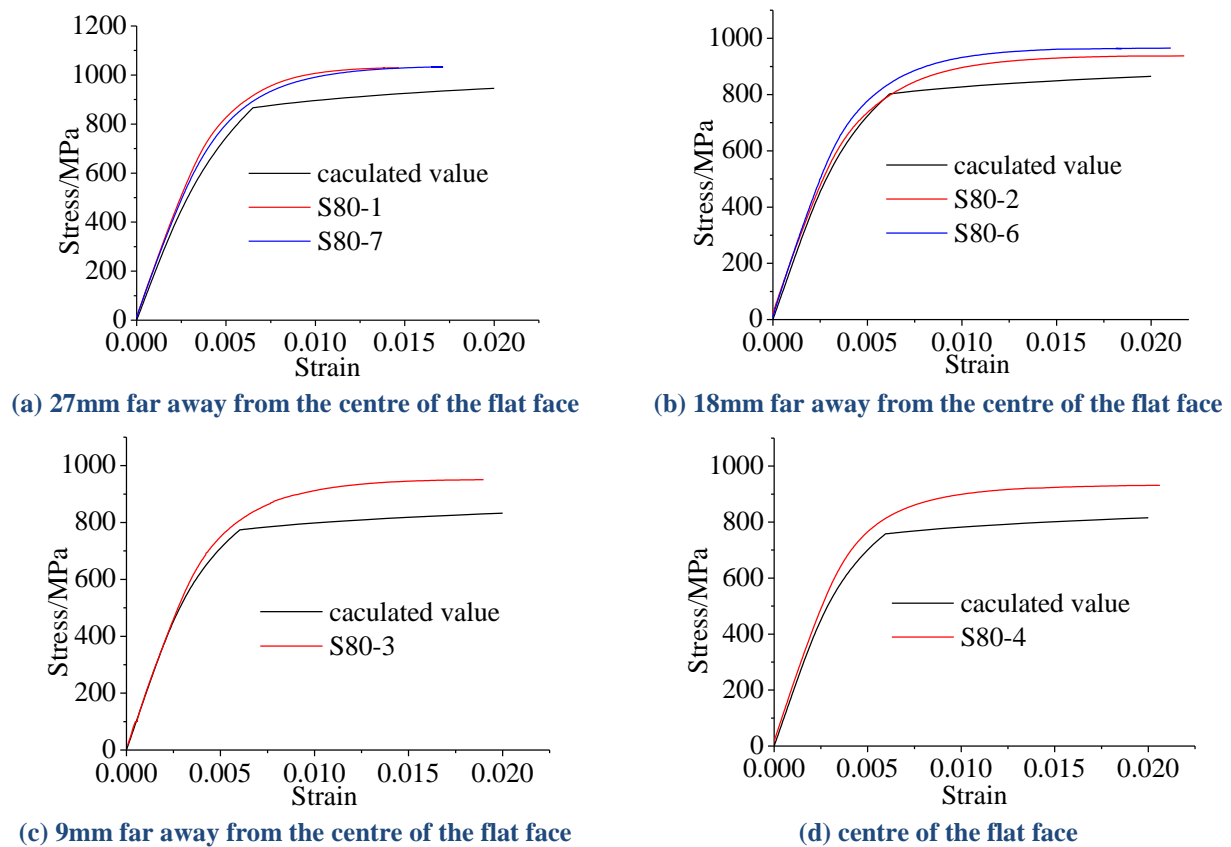 1200
1000
800
600
400
200
0
Stress/MPa
caculated value
S80-1
S80-7
0.000 0.005 0.010 0.015 0.020
Strain
(a) 27mm far away from the centre of the flat face
1000
800
600
400
200
0
Stress/MPa
caculated value
S80-2
S80-6
0.000 0.005 0.010 0.015 0.020
Strain
(b) 18mm far away from the centre of the flat face
1000
800
600
400
200
0
Stress/MPa
caculated value
S80-3
0.000 0.005 0.010 0.015 0.020
Strain
(c) 9mm far away from the centre of the flat face
1000
800
600
400
200
0
Stress/MPa
caculated value
S80-4
0.000 0.005 0.010 0.015 0.020
Strain
(d) centre of the flat face